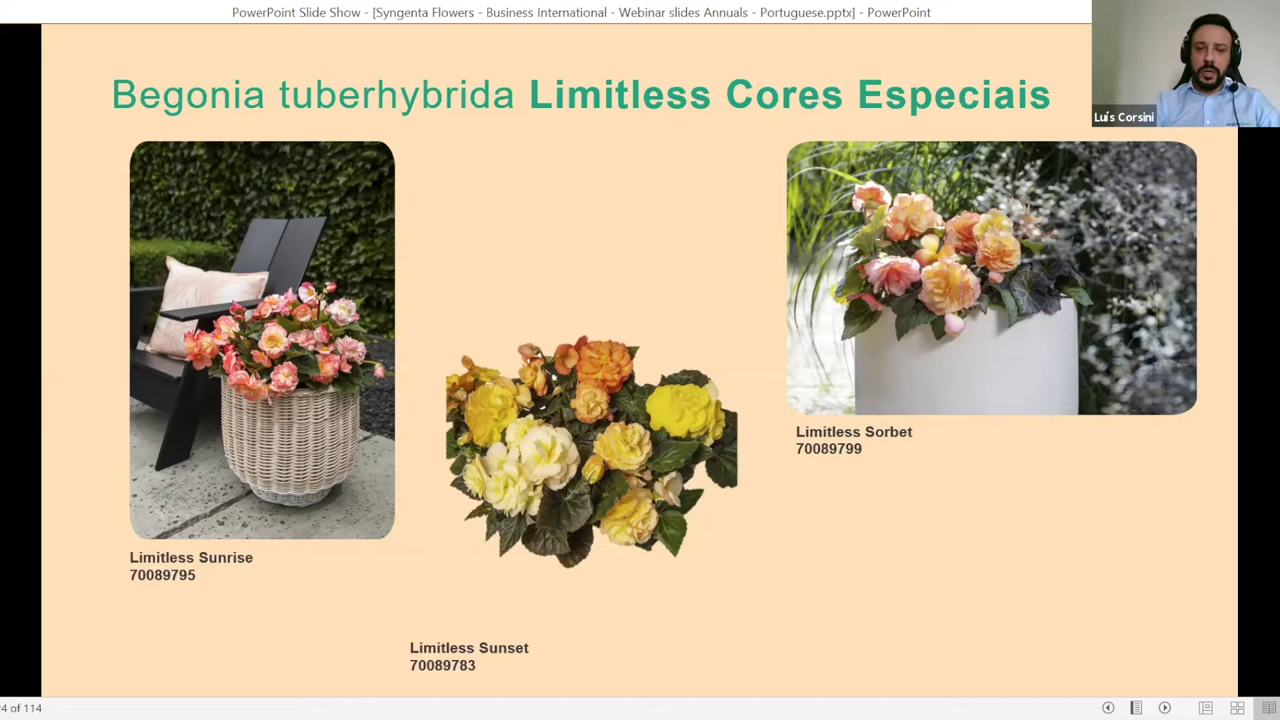 PowerPoint Slide Show - [Syngenta Flowers - Business International - Webinar slides Annuals - Portuguese.pptx] - PowerPoint
Begonia tuberhybrida Limitless Cores Especiais
Luís Corsini
Limitless Sorbet
70089799
Limitless Sunrise
70089795
Limitless Sunset
70089783
4 of 114